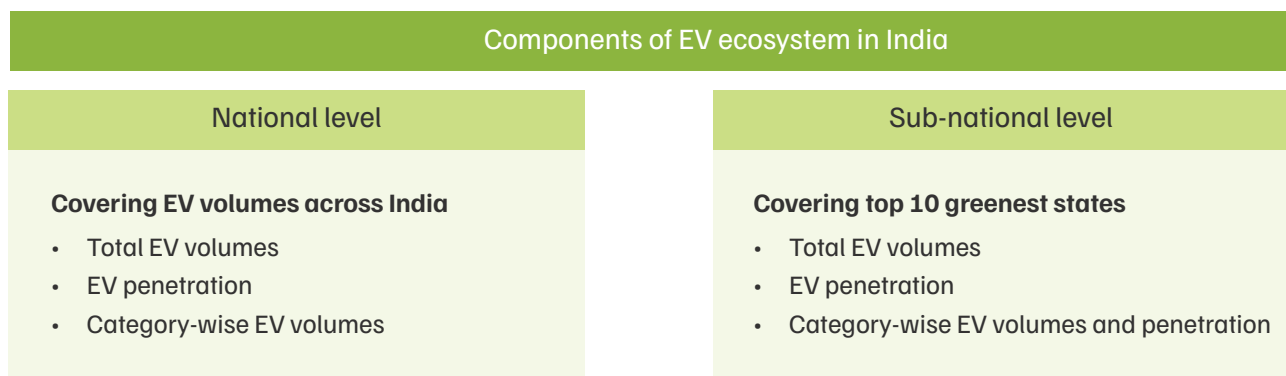 Components of EV ecosystem in India
National level
Covering EV volumes across India
• Total EV volumes
• EV penetration
• Category-wise EV volumes
Sub-national level
Covering top 10 greenest states
• Total EV volumes
• EV penetration
• Category-wise EV volumes and penetration